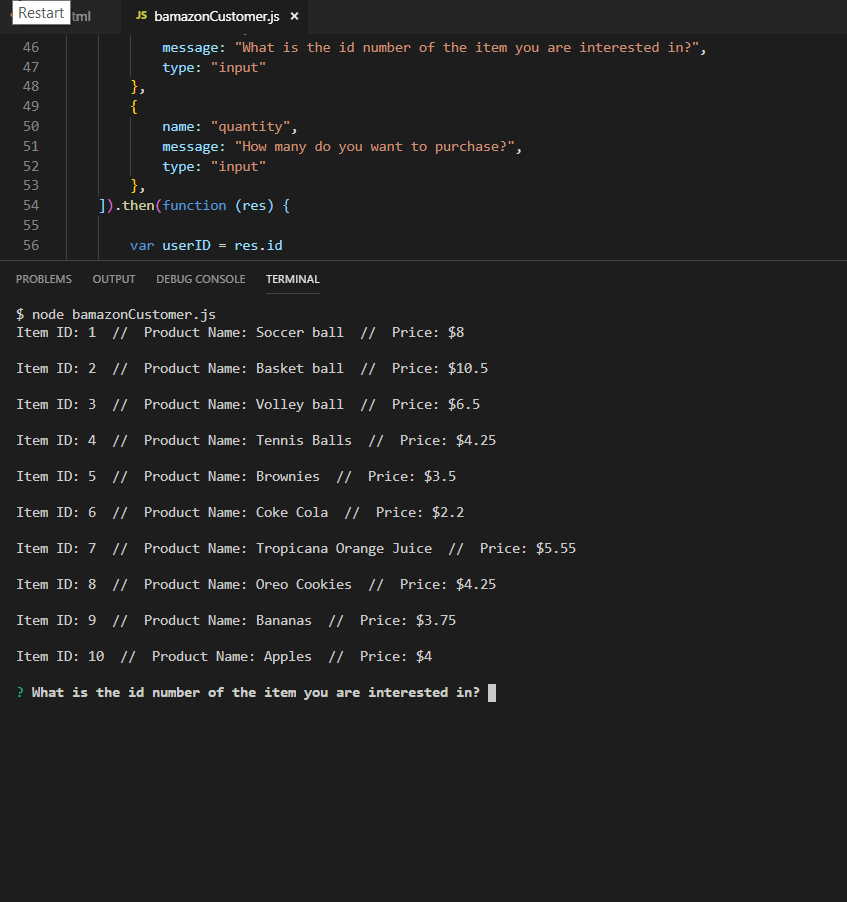 Restart tml JS bamazonCustomer.js ×
46 message: "What is the id number of the item you are interested in?",
47 type: "input"
48 },
49 {
50 name: "quantity",
51 message: "How many do you want to purchase?",
52 type: "input"
53 },
54 ]).then(function (res) {
55
56 var userID = res.id
PROBLEMS OUTPUT DEBUG CONSOLE TERMINAL
$ node bamazonCustomer.js
Item ID: 1  //  Product Name: Soccer ball  //  Price: $8
Item ID: 2  //  Product Name: Basket ball  //  Price: $10.5
Item ID: 3  //  Product Name: Volley ball  //  Price: $6.5
Item ID: 4  //  Product Name: Tennis Balls  //  Price: $4.25
Item ID: 5  //  Product Name: Brownies  //  Price: $3.5
Item ID: 6  //  Product Name: Coke Cola  //  Price: $2.2
Item ID: 7  //  Product Name: Tropicana Orange Juice  //  Price: $5.55
Item ID: 8  //  Product Name: Oreo Cookies  //  Price: $4.25
Item ID: 9  //  Product Name: Bananas  //  Price: $3.75
Item ID: 10  //  Product Name: Apples  //  Price: $4
? What is the id number of the item you are interested in?